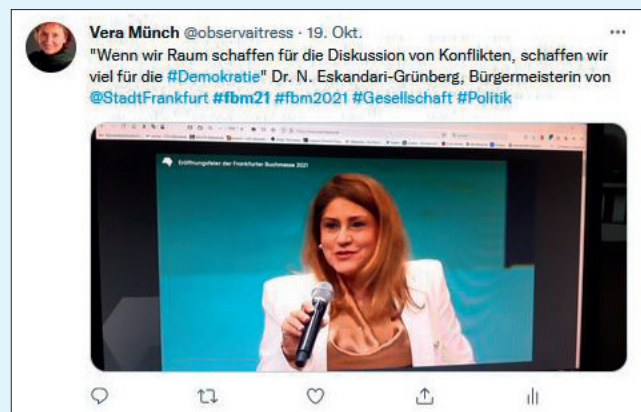 Vera Münch @observaitress · 19. Okt.
"Wenn wir Raum schaffen für die Diskussion von Konflikten, schaffen wir
viel für die #Demokratie" Dr. N. Eskandari-Grünberg, Bürgermeisterin von
@StadtFrankfurt #fbm21 #fbm2021 #Gesellschaft #Politik
Eröffnungsfeier der Frankfurter Buchmesse 2021